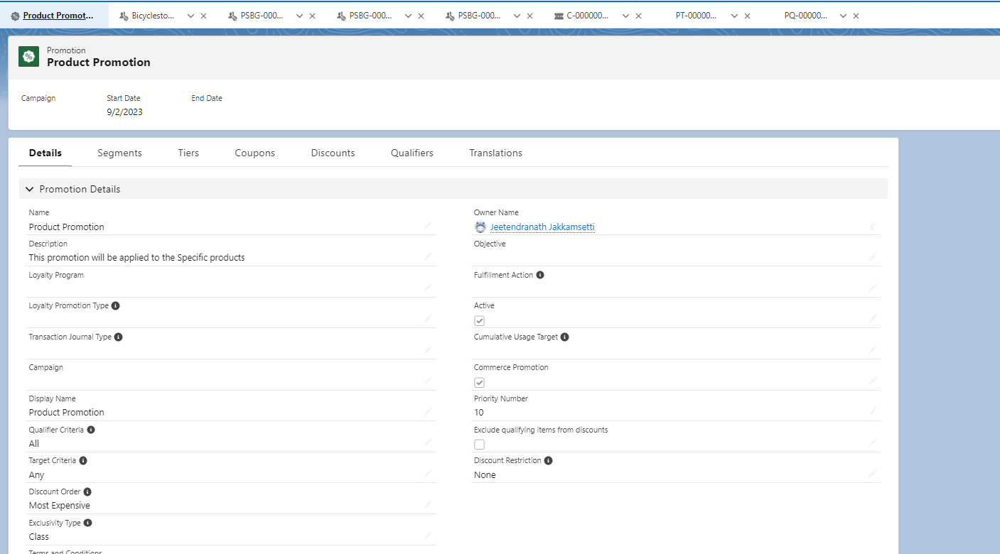 Product Promot...
Bicyclesto...
PSBG-000...
PSBG-000...
PSBG-000...
C-000000...
PT-00000...
PQ-00000...
Promotion
Product Promotion
Campaign
Start Date
End Date
9/2/2023
Details
Segments
Tiers
Coupons
Discounts
Qualifiers
Translations
Promotion Details
Name
Product Promotion
Owner Name
Jeetendranath Jakkamsetti
Description
This promotion will be applied to the Specific products
Objective
Loyalty Program
Fulfillment Action
Loyalty Promotion Type
Active
Transaction Journal Type
Cumulative Usage Target
Campaign
Commerce Promotion
Display Name
Product Promotion
Priority Number
10
Qualifier Criteria
All
Exclude qualifying items from discounts
Target Criteria
Any
Discount Restriction
None
Discount Order
Most Expensive
Exclusivity Type
Class
Terms and Conditions